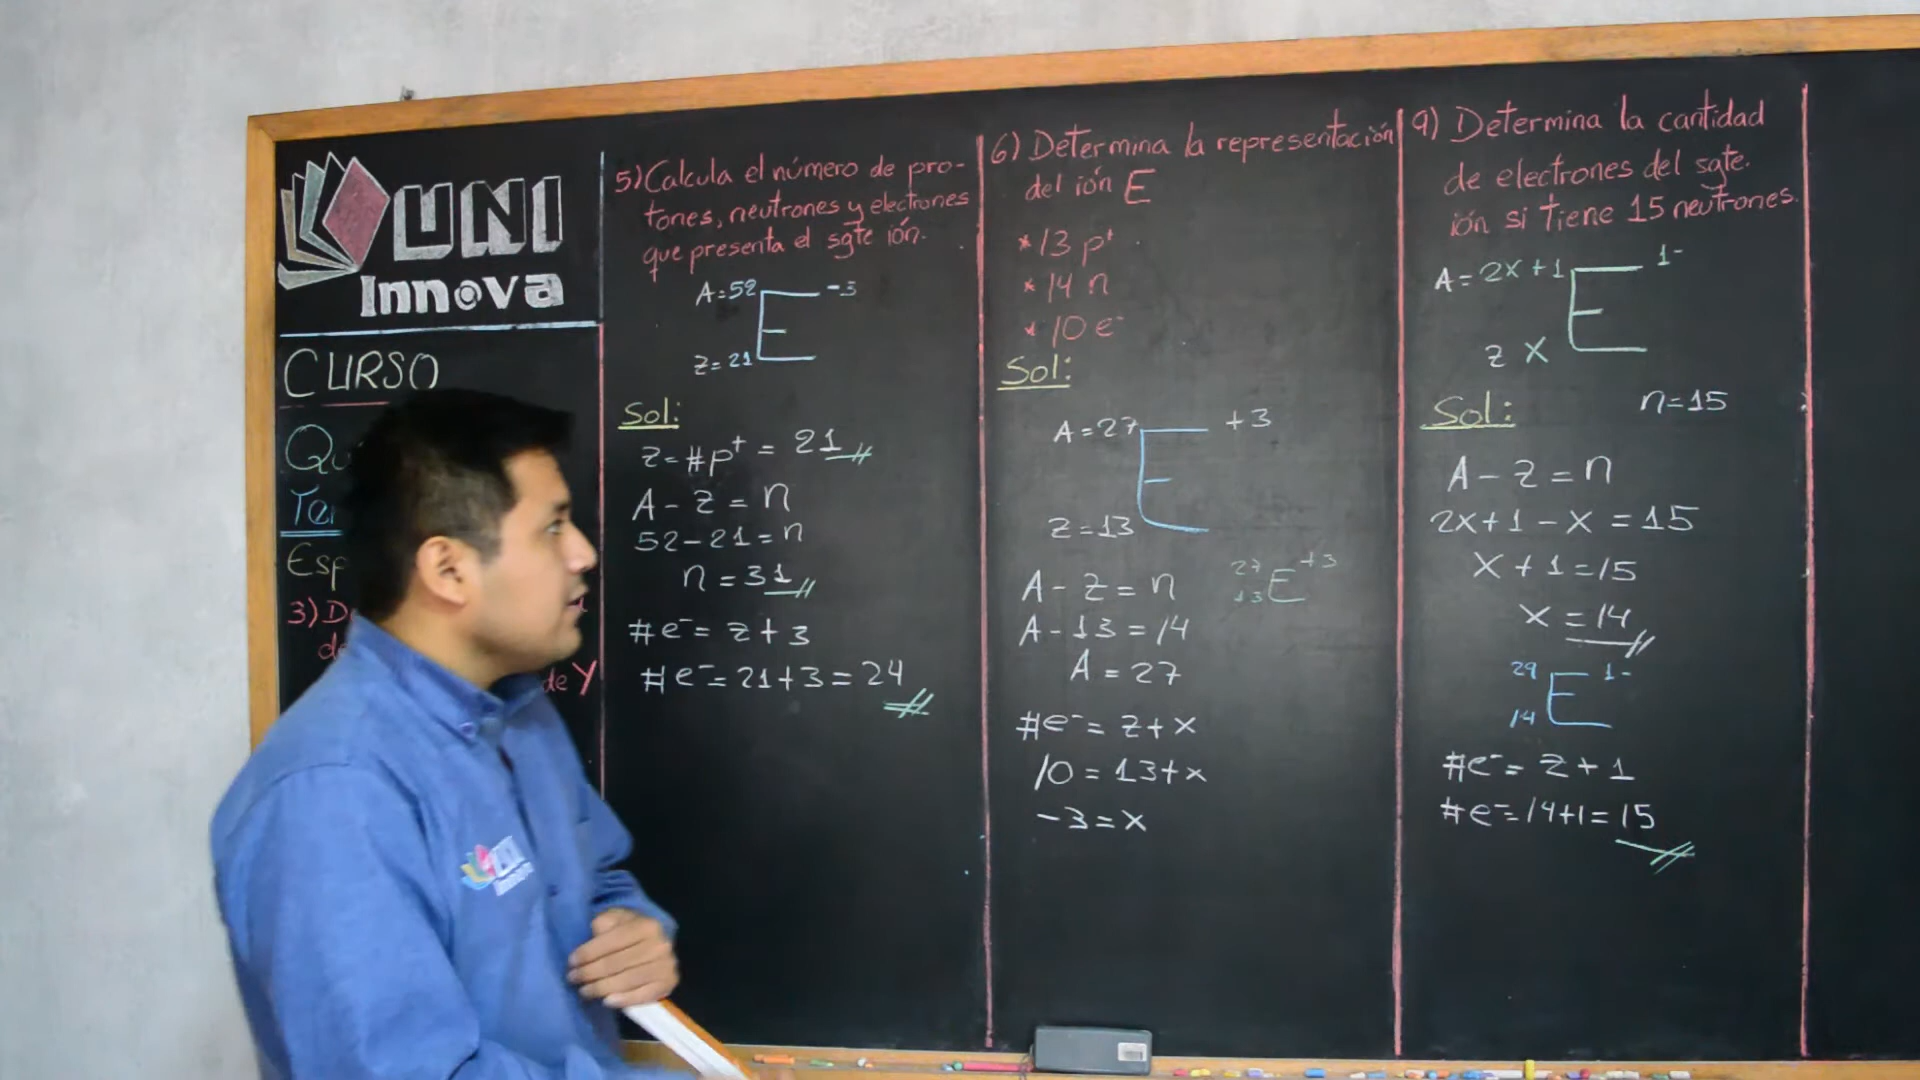 UNI
Innova
CURSO
Esp
3)
de Y
5) Calcula el número de pro-
tones, neutrones y electrones
que presenta el sgte ión.
A=52
E
-3
Z=21
Sol:
Z=#p+ = 21
A - Z = n
52-21=n
n=31
#e-= Z+3
#e-= 21+3=24
6) Determina la representación
del ión E
* 13 p+
* 14 n
* 10 e-
Sol:
A=27
E
+3
Z=13
27 E +3
13
A - Z = n
A-13=14
A=27
#e-= Z+x
10=13+x
-3=x
9) Determina la cantidad
de electrones del sgte.
ión si tiene 15 neutrones.
A=2x+1
E
1-
Z X
n=15
Sol:
A-Z=n
2x+1-x=15
x+1=15
x=14
29 E 1-
14
#e-= Z+1
#e-=14+1=15